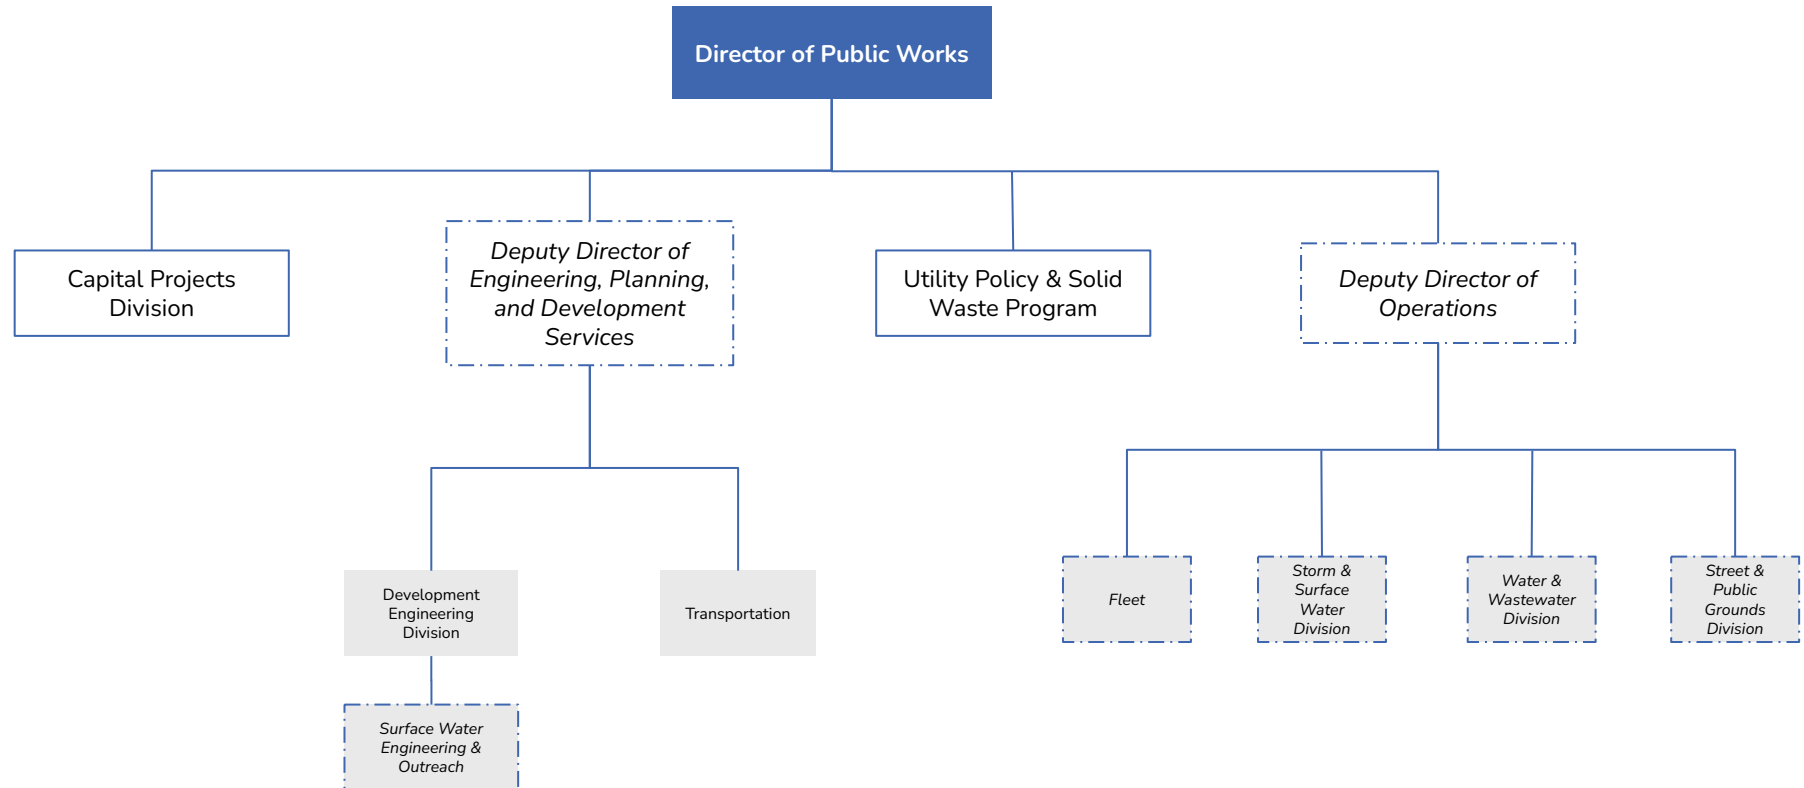 Director of Public Works
Capital Projects
Division
Deputy Director of
Engineering, Planning,
and Development
Services
Utility Policy & Solid
Waste Program
Deputy Director of
Operations
Development
Engineering
Division
Transportation
Fleet
Storm &
Surface
Water
Division
Water &
Wastewater
Division
Street &
Public
Grounds
Division
Surface Water
Engineering &
Outreach